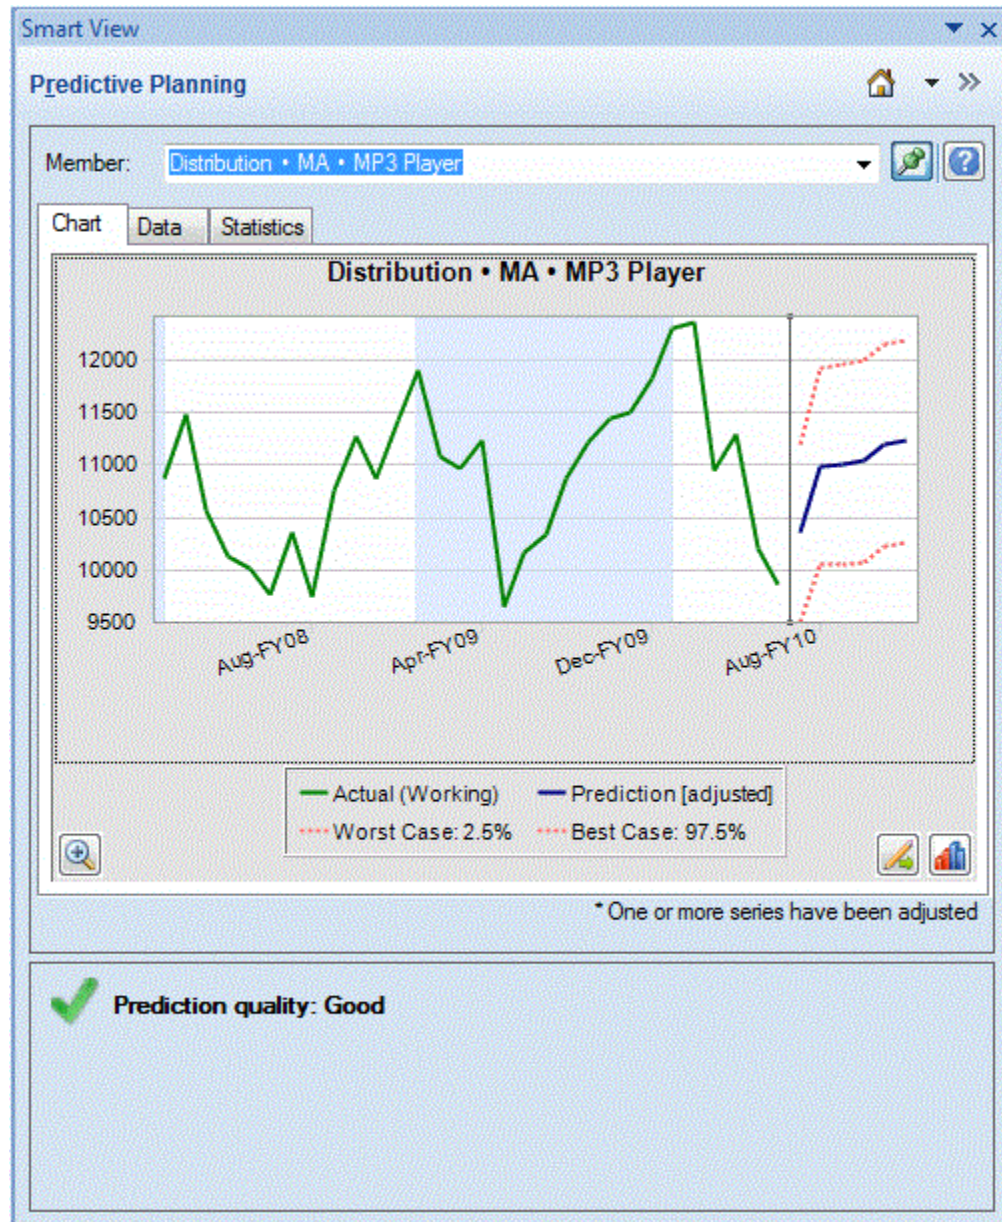 Smart View
Predictive Planning
Member: Distribution • MA • MP3 Player
Chart Data Statistics
Distribution • MA • MP3 Player
12000
11500
11000
10500
10000
9500
Aug-FY08 Apr-FY09 Dec-FY09 Aug-FY10
Actual (Working) Prediction [adjusted]
Worst Case: 2.5% Best Case: 97.5%
* One or more series have been adjusted
Prediction quality: Good